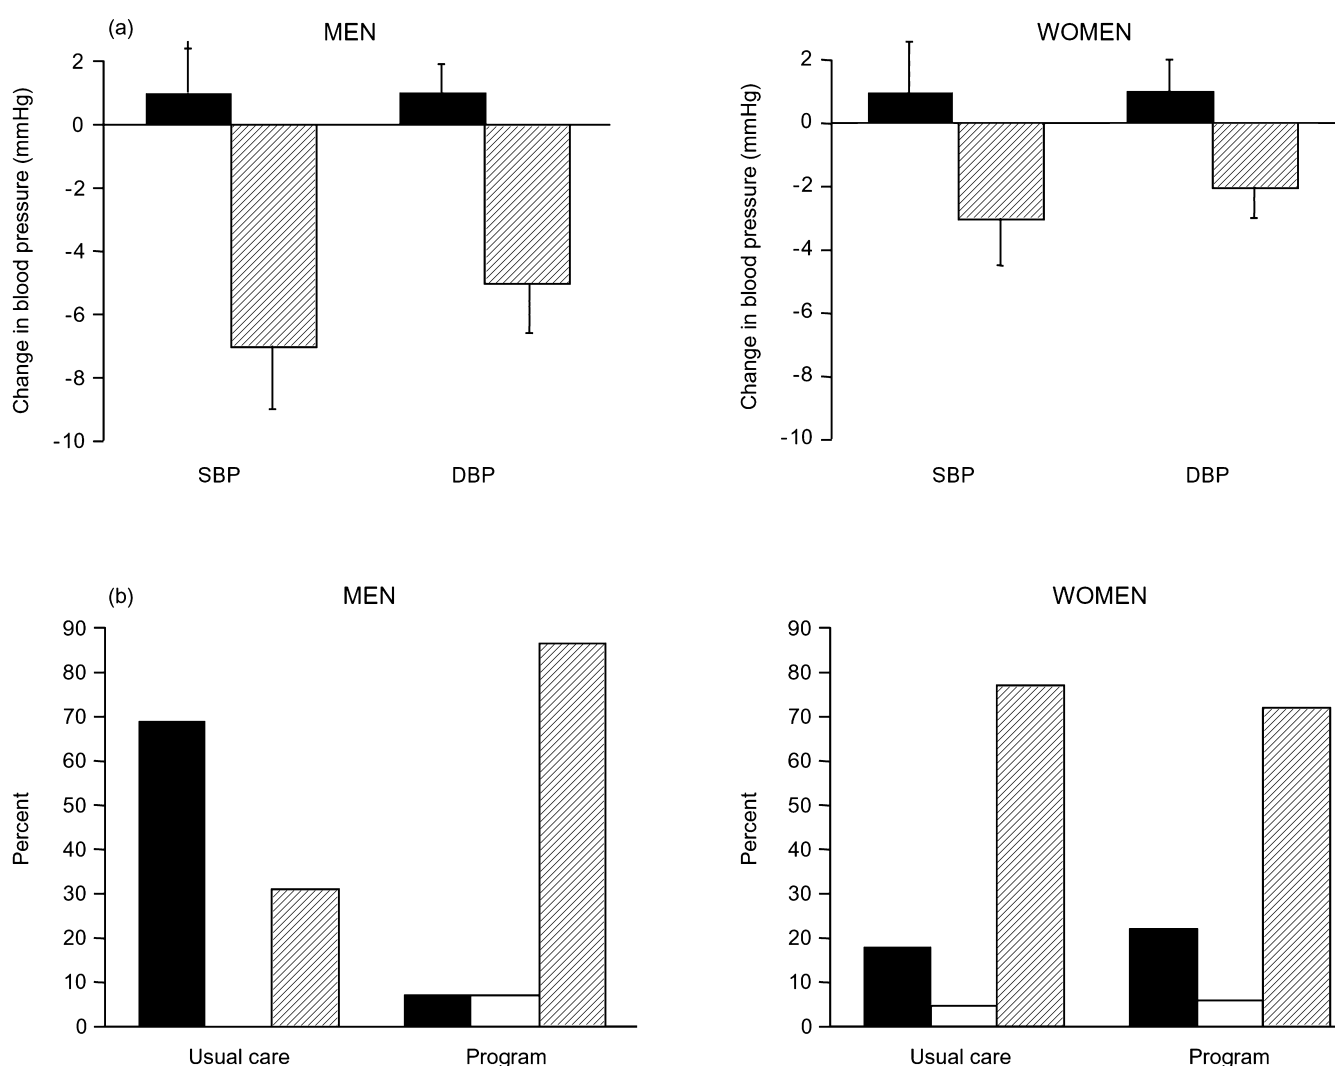 (a)
MEN
WOMEN
Change in blood pressure (mmHg)
2
0
-2
-4
-6
-8
-10
SBP
DBP
Change in blood pressure (mmHg)
2
0
-2
-4
-6
-8
-10
SBP
DBP
(b)
MEN
WOMEN
Percent
90
80
70
60
50
40
30
20
10
0
Usual care
Program
Percent
90
80
70
60
50
40
30
20
10
0
Usual care
Program